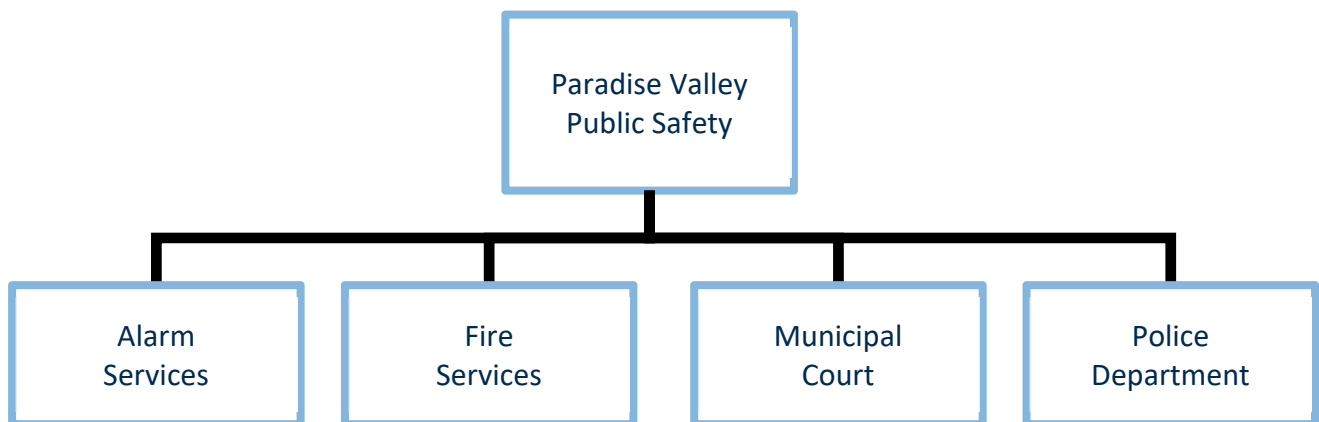 Paradise Valley
Public Safety
Alarm
Services
Fire
Services
Municipal
Court
Police
Department